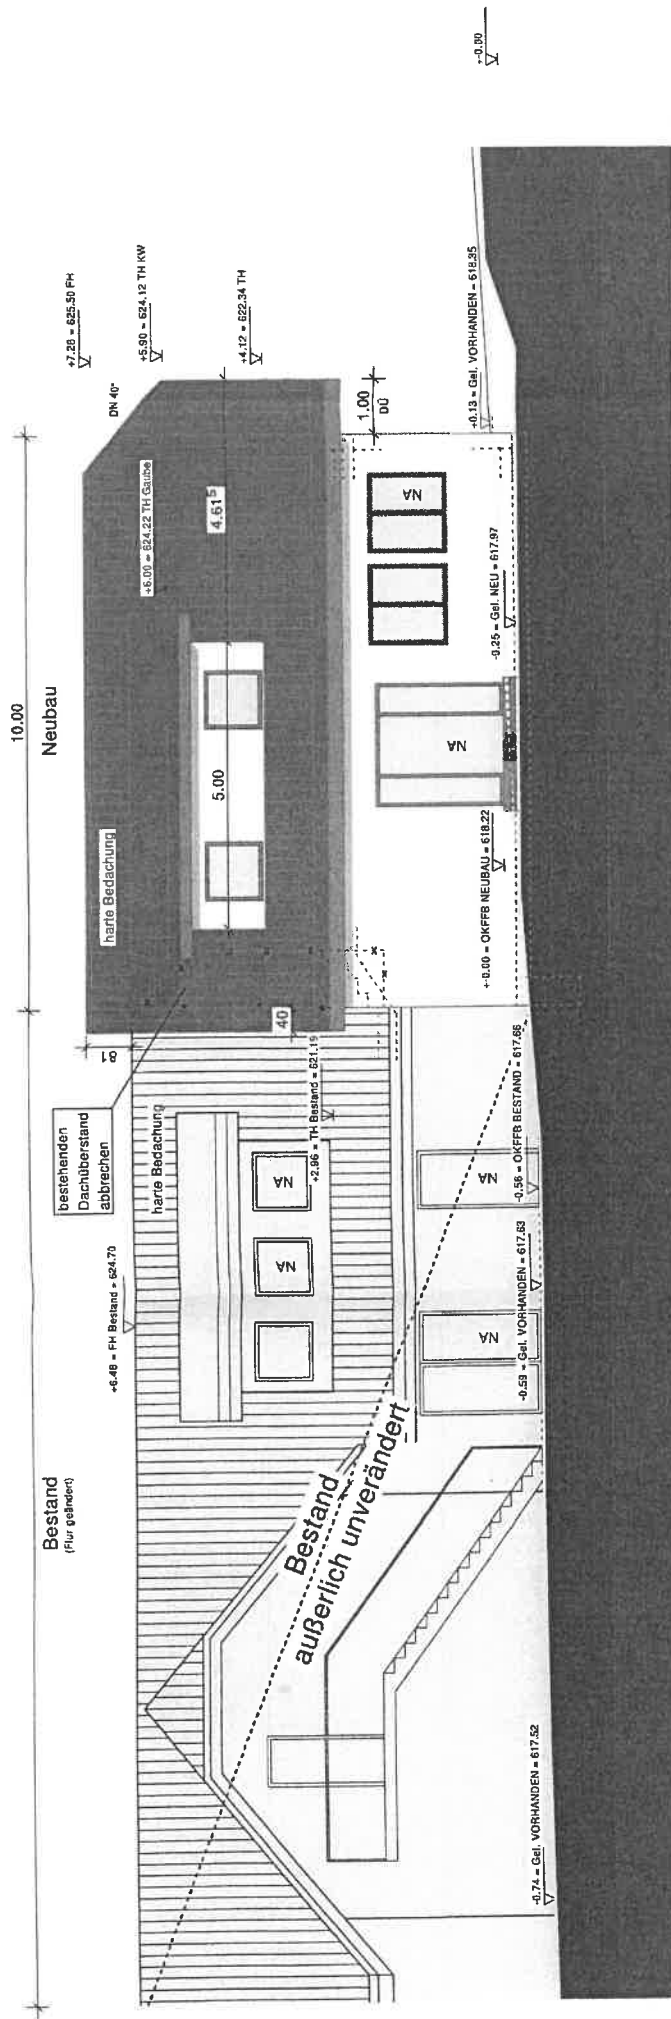 Bestand
(Flur geändert)
10.00
Neubau
+6.48 = FH Bestand = 624.70
bestehenden
Dachüberstand
abbrechen
81
harte Bedachung
harte Bedachung
+6.00 = 624.22 TH Gaube
DN 40°
+7.28 = 625.50 FH
+5.90 = 624.12 TH KW
+4.12 = 622.34 TH
5.00
4.61⁵
40
1.00
DÜ
+2.96 = TH Bestand = 621.19
NA
NA
Bestand
äußerlich unverändert
NA
NA
NA
NA
+-0.00 = OKFFB NEUBAU = 618.22
-0.25 = Gel. NEU = 617.97
+0.13 = Gel. VORHANDEN = 618.35
+-0.00
-0.74 = Gel. VORHANDEN = 617.52
-0.59 = Gel. VORHANDEN = 617.63
-0.56 = OKFFB BESTAND = 617.66